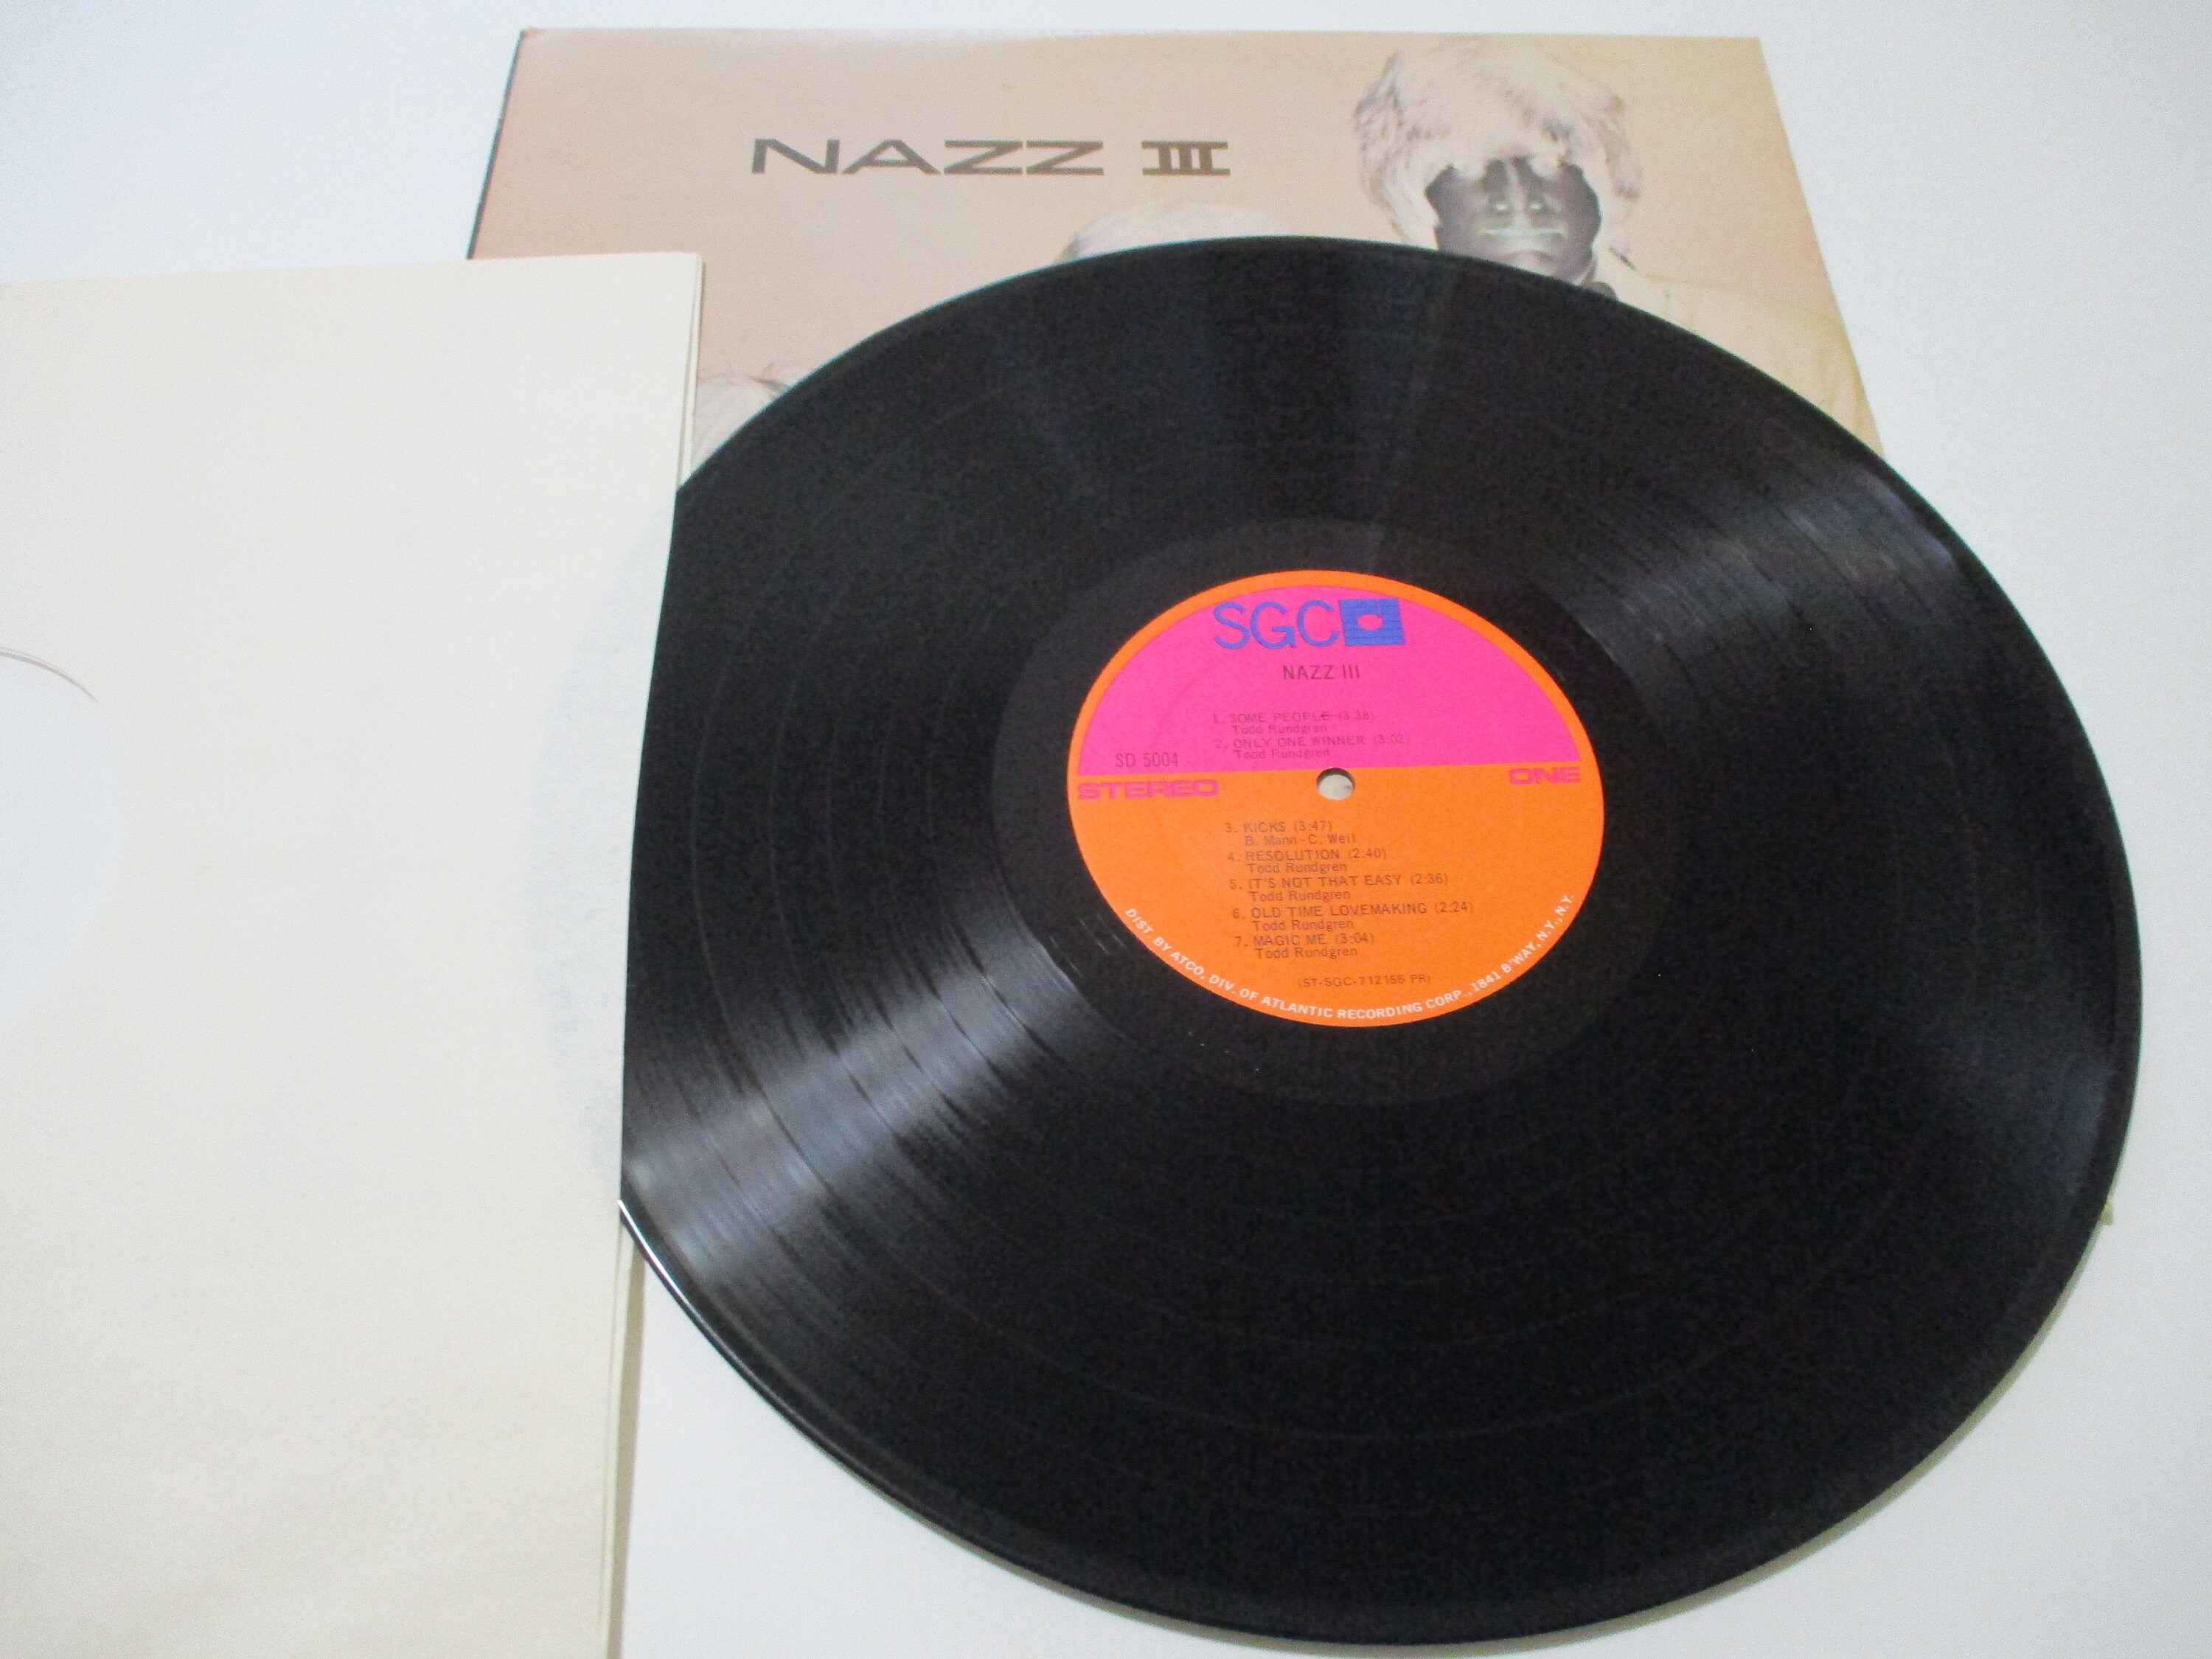 NAZZ III
SGC
NAZZ III
1. SOME PEOPLE (3:38)
Todd Rundgren
2. ONLY ONE WINNER (3:02)
Todd Rundgren
SD 5004
STEREO
ONE
3. KICKS (3:47)
B. Mann - C. Weil
4. RESOLUTION (2:40)
Todd Rundgren
5. IT'S NOT THAT EASY (2:36)
Todd Rundgren
6. OLD TIME LOVEMAKING (2:24)
Todd Rundgren
7. MAGIC ME (3:04)
Todd Rundgren
(ST-SGC-712155 PR)
DIST. BY ATCO, DIV. OF ATLANTIC RECORDING CORP., 1841 B'WAY, N.Y., N.Y.